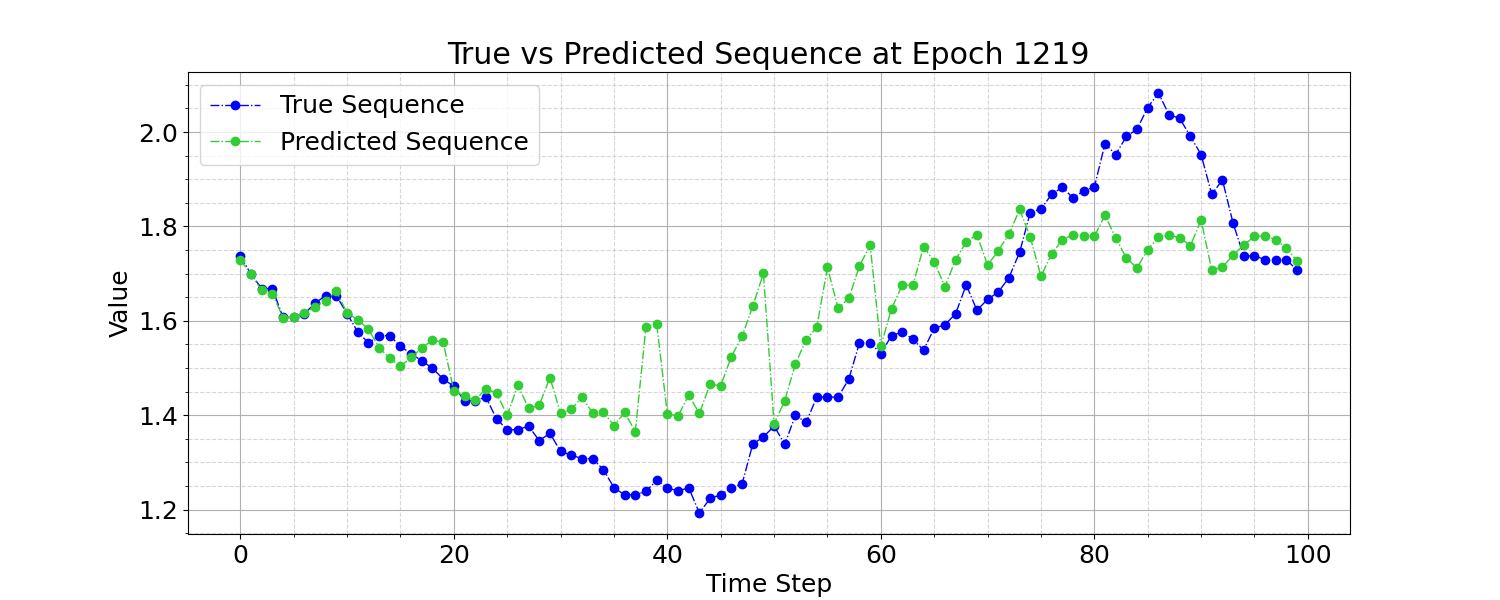 True vs Predicted Sequence at Epoch 1219
True Sequence
Predicted Sequence
Value
2.0
1.8
1.6
1.4
1.2
0 20 40 60 80 100
Time Step